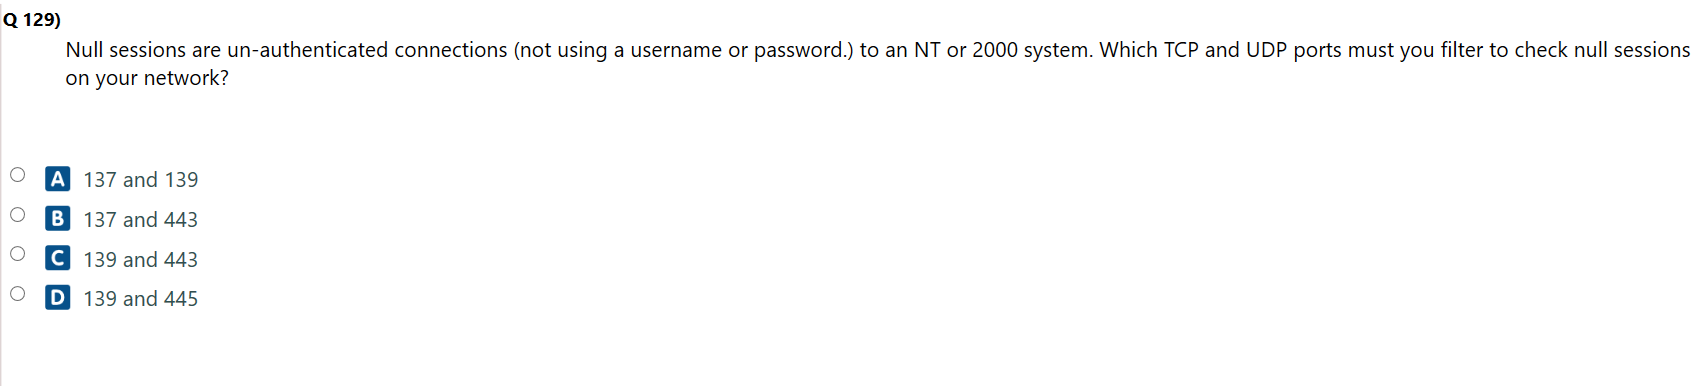 Q 129)
Null sessions are un-authenticated connections (not using a username or password.) to an NT or 2000 system. Which TCP and UDP ports must you filter to check null sessions
on your network?
A 137 and 139
B 137 and 443
C 139 and 443
D 139 and 445